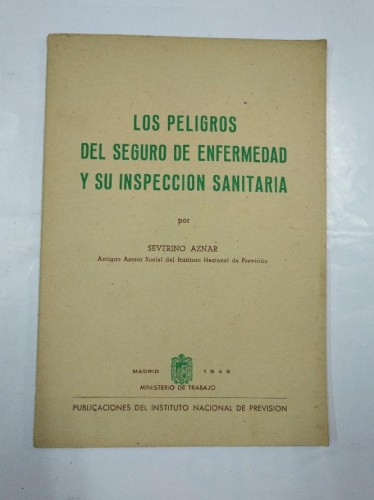 LOS PELIGROS
DEL SEGURO DE ENFERMEDAD
Y SU INSPECCION SANITARIA
por
SEVERINO AZNAR
Antiguo Asesor Social del Instituto Nacional de Previsión
MADRID
MINISTERIO DE TRABAJO
PUBLICACIONES DEL INSTITUTO NACIONAL DE PREVISION